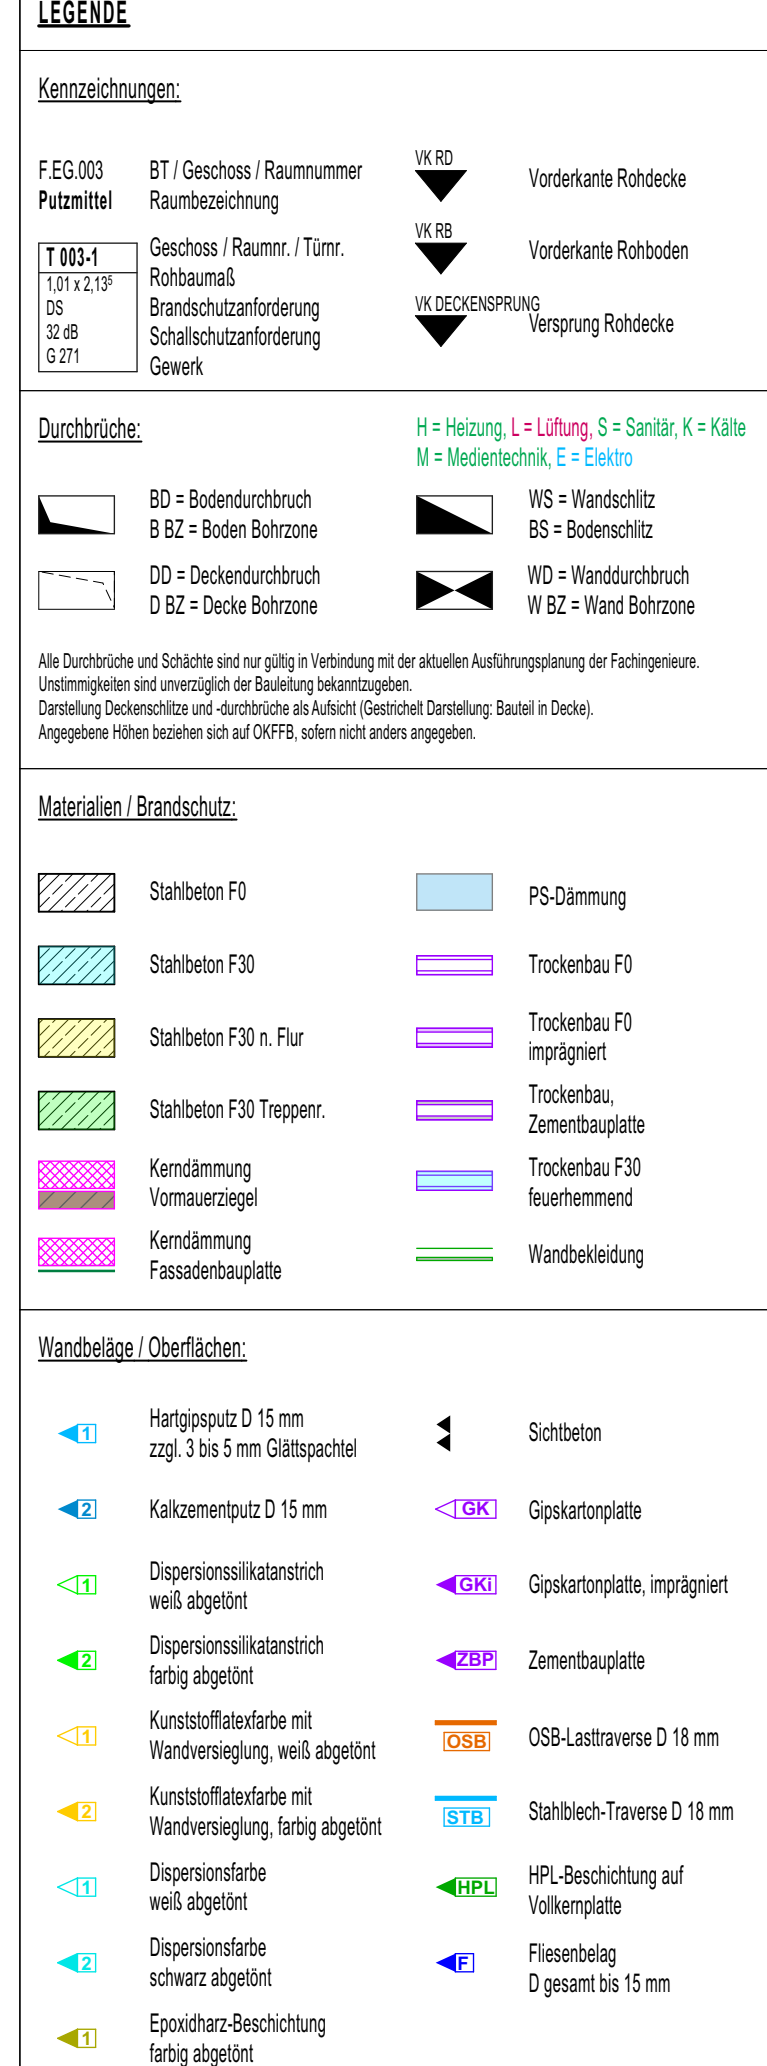 LEGENDE
Kennzeichnungen:
F.EG.003
Putzmittel
BT / Geschoss / Raumnummer
Raumbezeichnung
T 003-1
1,01 x 2,13⁵
DS
32 dB
G 271
Geschoss / Raumnr. / Türnr.
Rohbaumaß
Brandschutzanforderung
Schallschutzanforderung
Gewerk
VK RD
Vorderkante Rohdecke
VK RB
Vorderkante Rohboden
VK DECKENSPRUNG
Versprung Rohdecke
Durchbrüche:
H = Heizung, L = Lüftung, S = Sanitär, K = Kälte
M = Medientechnik, E = Elektro
BD = Bodendurchbruch
B BZ = Boden Bohrzone
WS = Wandschlitz
BS = Bodenschlitz
DD = Deckendurchbruch
D BZ = Decke Bohrzone
WD = Wanddurchbruch
W BZ = Wand Bohrzone
Alle Durchbrüche und Schächte sind nur gültig in Verbindung mit der aktuellen Ausführungsplanung der Fachingenieure.
Unstimmigkeiten sind unverzüglich der Bauleitung bekanntzugeben.
Darstellung Deckenschlitze und -durchbrüche als Aufsicht (Gestrichelt Darstellung: Bauteil in Decke).
Angegebene Höhen beziehen sich auf OKFFB, sofern nicht anders angegeben.
Materialien / Brandschutz:
Stahlbeton F0
Stahlbeton F30
Stahlbeton F30 n. Flur
Stahlbeton F30 Treppenr.
Kerndämmung
Vormauerziegel
Kerndämmung
Fassadenbauplatte
PS-Dämmung
Trockenbau F0
Trockenbau F0
imprägniert
Trockenbau,
Zementbauplatte
Trockenbau F30
feuerhemmend
Wandbekleidung
Wandbeläge / Oberflächen:
1
Hartgipsputz D 15 mm
zzgl. 3 bis 5 mm Glättspachtel
2
Kalkzementputz D 15 mm
1
Dispersionssilikatanstrich
weiß abgetönt
2
Dispersionssilikatanstrich
farbig abgetönt
1
Kunststofflatexfarbe mit
Wandversieglung, weiß abgetönt
2
Kunststofflatexfarbe mit
Wandversieglung, farbig abgetönt
1
Dispersionsfarbe
weiß abgetönt
2
Dispersionsfarbe
schwarz abgetönt
1
Epoxidharz-Beschichtung
farbig abgetönt
Sichtbeton
GK
Gipskartonplatte
GKi
Gipskartonplatte, imprägniert
ZBP
Zementbauplatte
OSB
OSB-Lasttraverse D 18 mm
STB
Stahlblech-Traverse D 18 mm
HPL
HPL-Beschichtung auf
Vollkernplatte
F
Fliesenbelag
D gesamt bis 15 mm